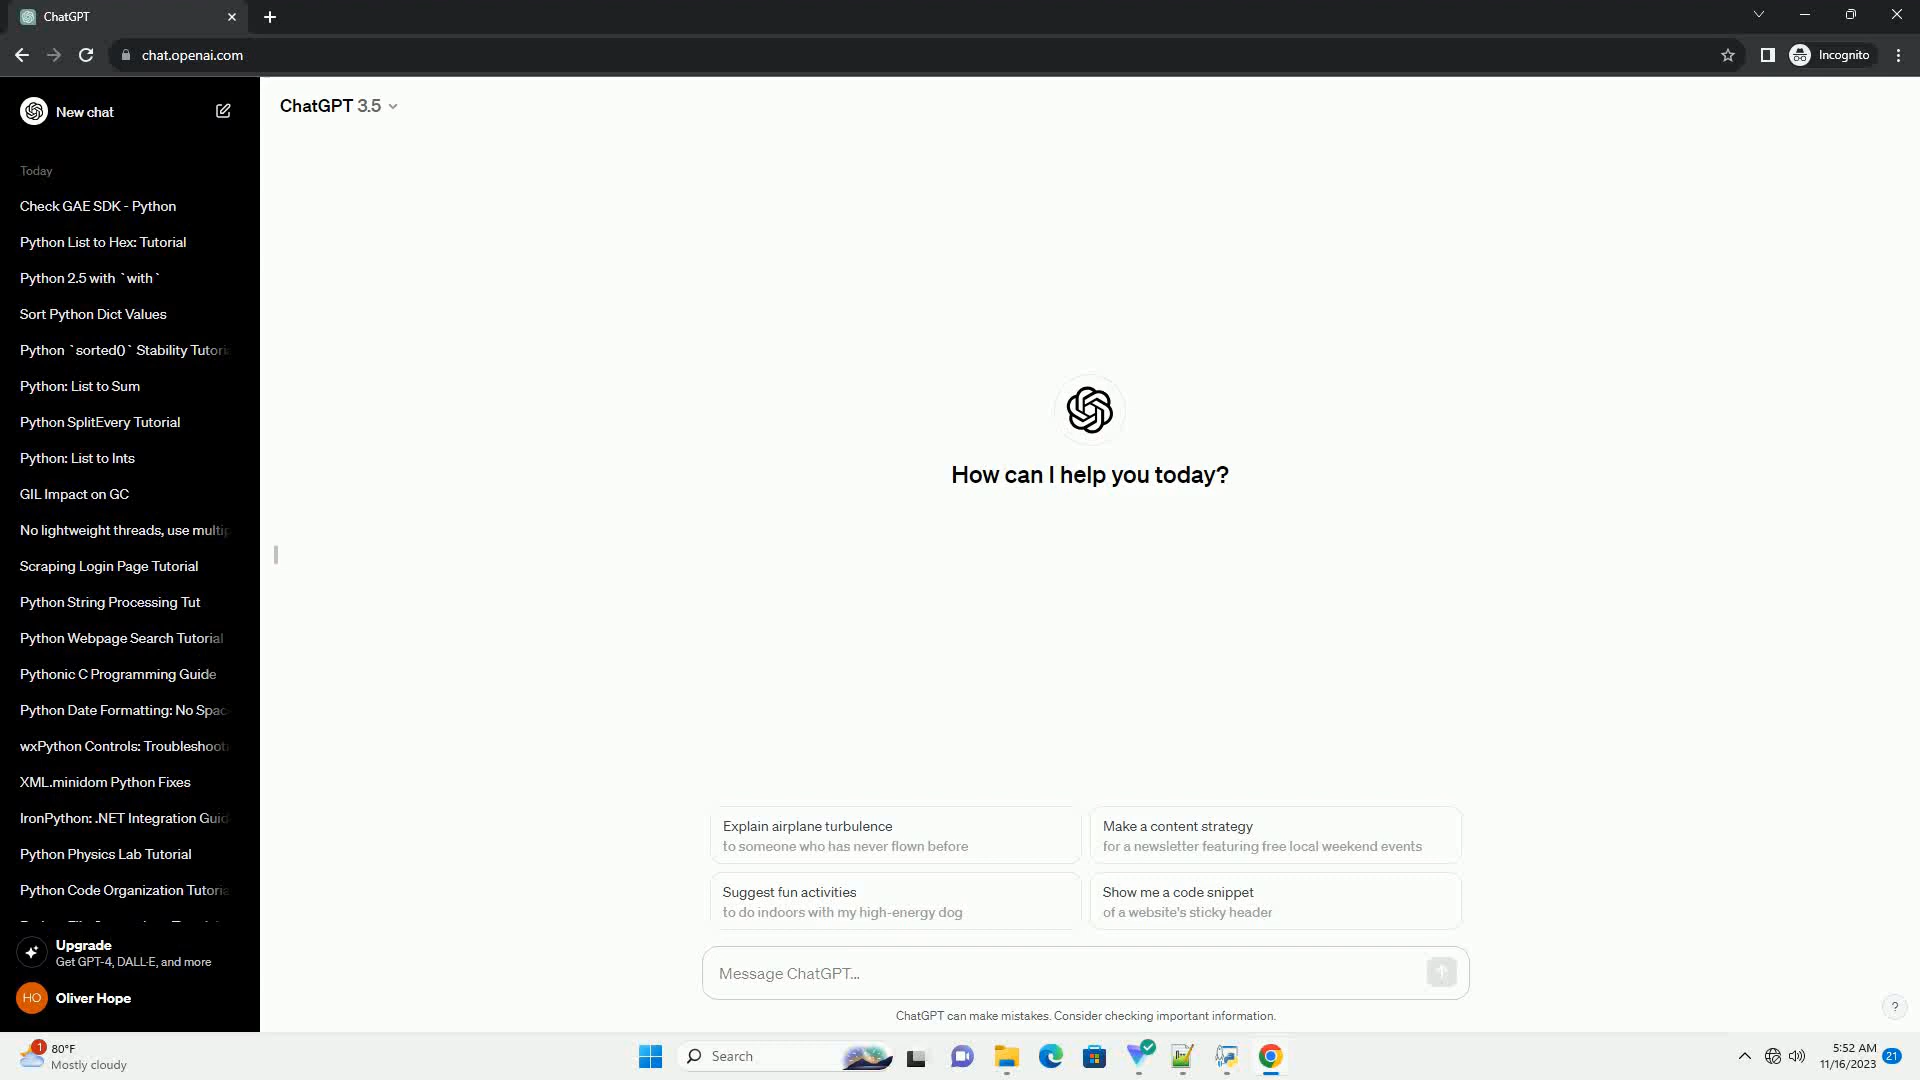 ChatGPT
chat.openai.com
Incognito
New chat
ChatGPT 3.5
Today
Check GAE SDK - Python
Python List to Hex: Tutorial
Python 2.5 with `with`
Sort Python Dict Values
Python `sorted()` Stability Tutori
Python: List to Sum
Python SplitEvery Tutorial
Python: List to Ints
GIL Impact on GC
No lightweight threads, use multip
Scraping Login Page Tutorial
Python String Processing Tut
Python Webpage Search Tutorial
Pythonic C Programming Guide
Python Date Formatting: No Spac
wxPython Controls: Troubleshoot
XML.minidom Python Fixes
IronPython: .NET Integration Guid
Python Physics Lab Tutorial
Python Code Organization Tutoria
Upgrade
Get GPT-4, DALL·E, and more
HO
Oliver Hope
How can I help you today?
Explain airplane turbulence
to someone who has never flown before
Make a content strategy
for a newsletter featuring free local weekend events
Suggest fun activities
to do indoors with my high-energy dog
Show me a code snippet
of a website's sticky header
Message ChatGPT...
ChatGPT can make mistakes. Consider checking important information.
?
1
80°F
Mostly cloudy
Search
5:52 AM
11/16/2023
21